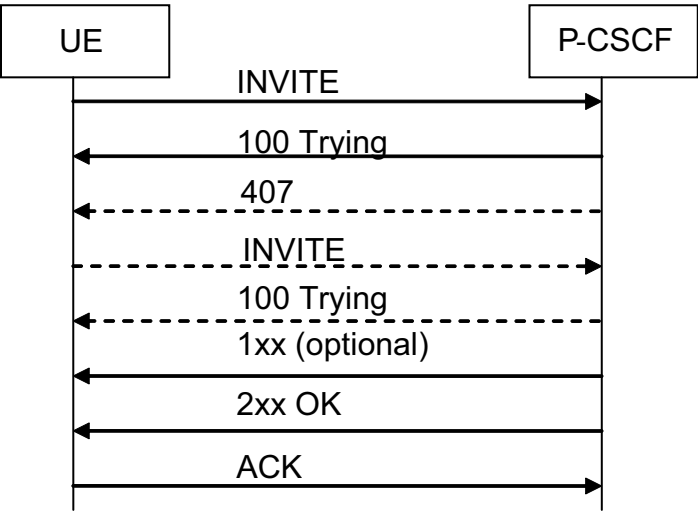 UE
P-CSCF
INVITE
100 Trying
407
INVITE
100 Trying
1xx (optional)
2xx OK
ACK